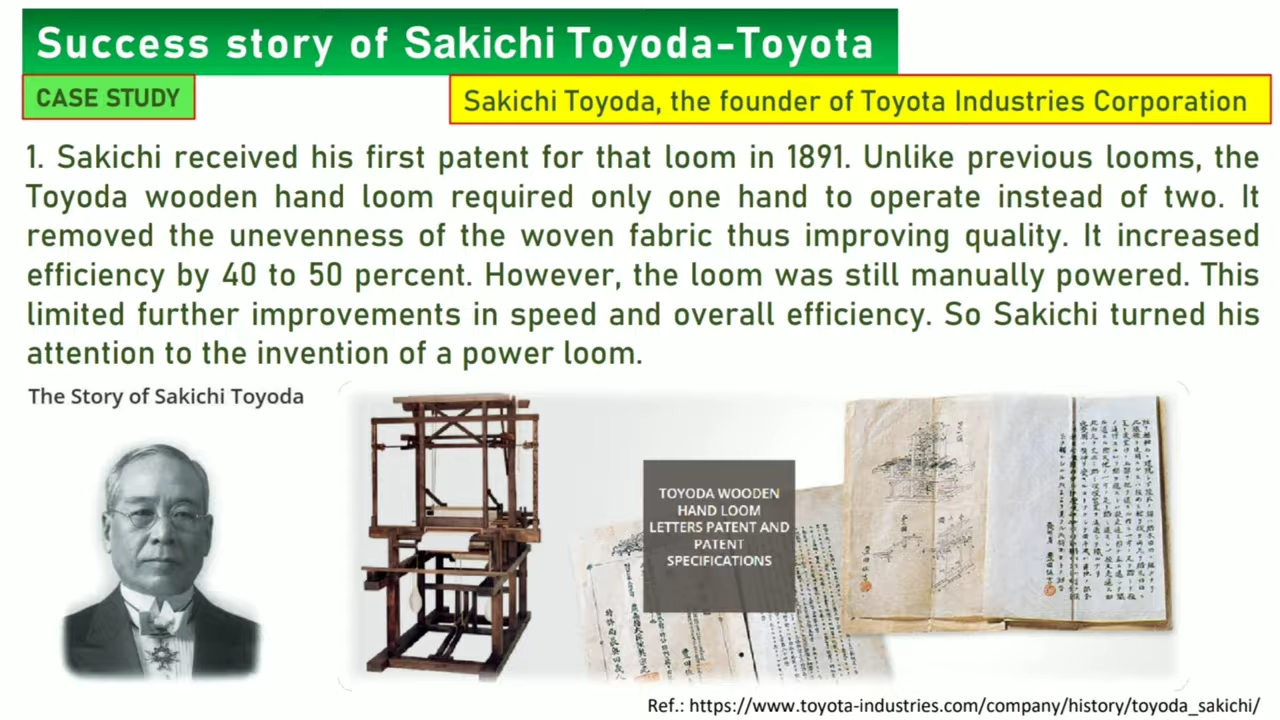 Success story of Sakichi Toyoda-Toyota
CASE STUDY
Sakichi Toyoda, the founder of Toyota Industries Corporation
1. Sakichi received his first patent for that loom in 1891. Unlike previous looms, the
Toyoda wooden hand loom required only one hand to operate instead of two. It
removed the unevenness of the woven fabric thus improving quality. It increased
efficiency by 40 to 50 percent. However, the loom was still manually powered. This
limited further improvements in speed and overall efficiency. So Sakichi turned his
attention to the invention of a power loom.
The Story of Sakichi Toyoda
TOYODA WOODEN
HAND LOOM
LETTERS PATENT AND
PATENT
SPECIFICATIONS
Ref.: https://www.toyota-industries.com/company/history/toyoda_sakichi/